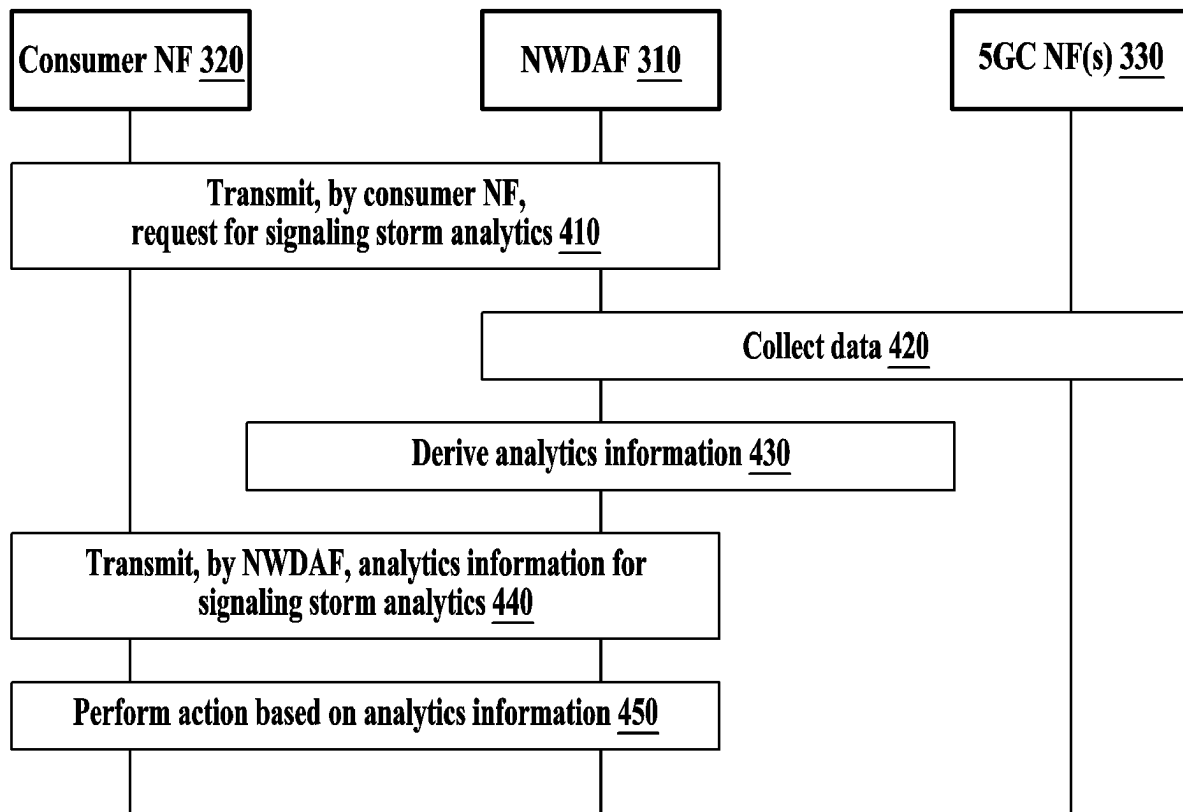 Consumer NF 320
NWDAF 310
5GC NF(s) 330
Transmit, by consumer NF,
request for signaling storm analytics 410
Collect data 420
Derive analytics information 430
Transmit, by NWDAF, analytics information for
signaling storm analytics 440
Perform action based on analytics information 450